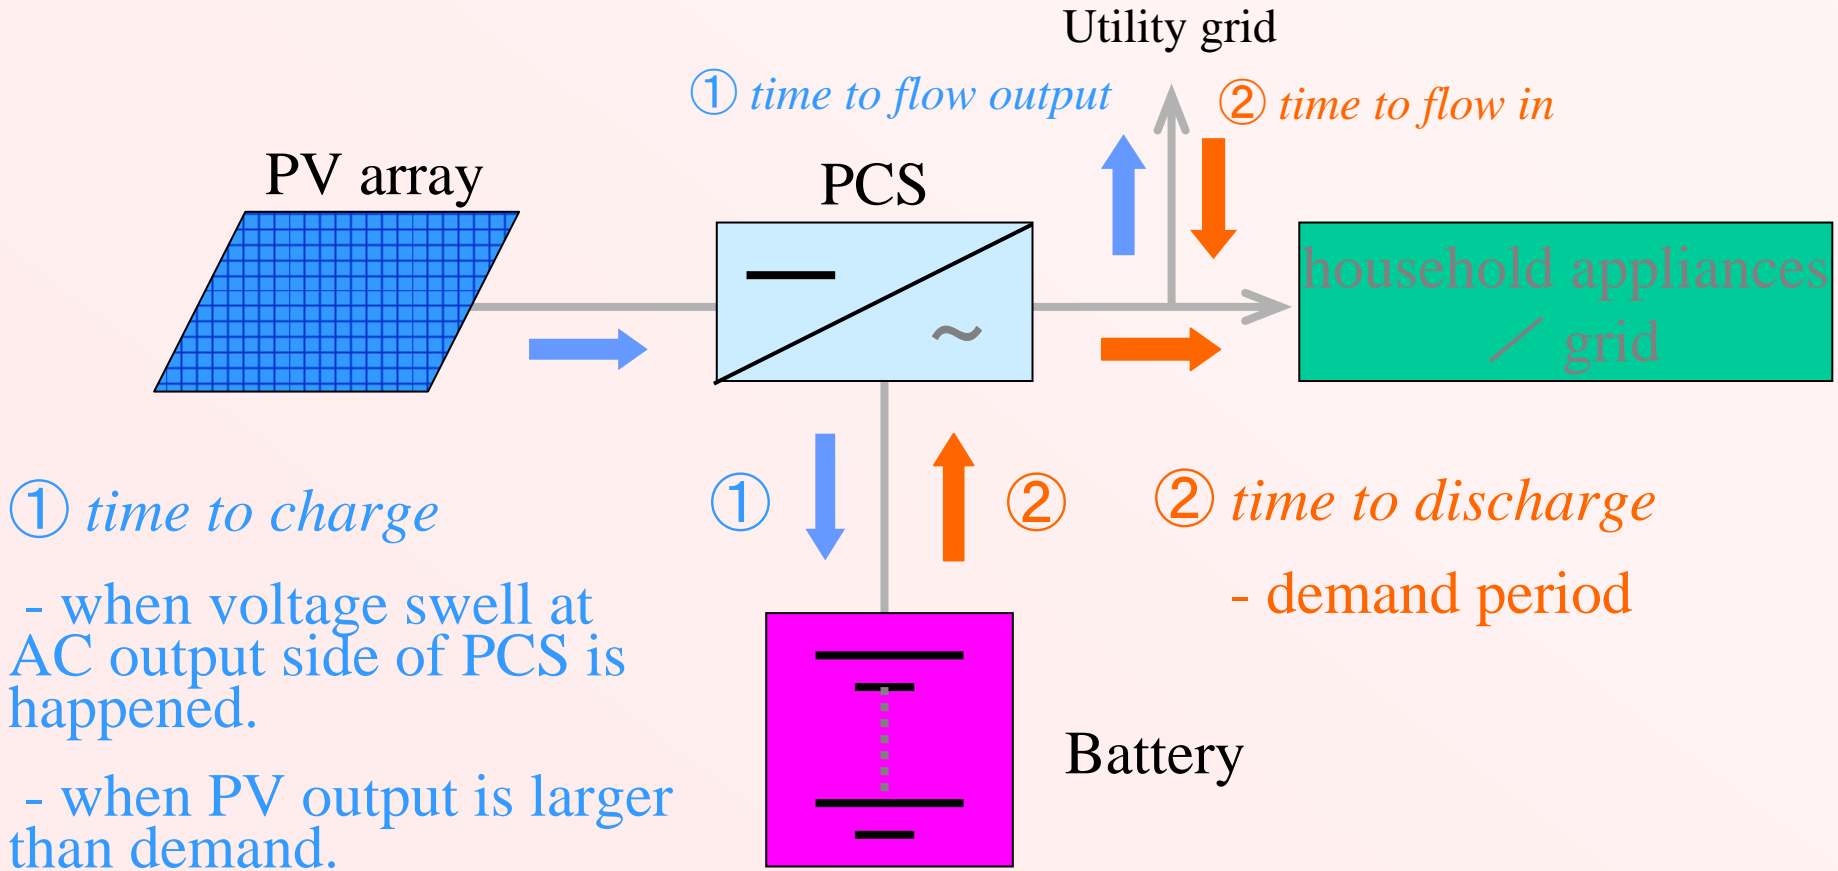 Utility grid
① time to flow output
② time to flow in
PV array
PCS
household appliances
／ grid
~
①
②
① time to charge
- when voltage swell at
AC output side of PCS is
happened.
- when PV output is larger
than demand.
② time to discharge
- demand period
Battery